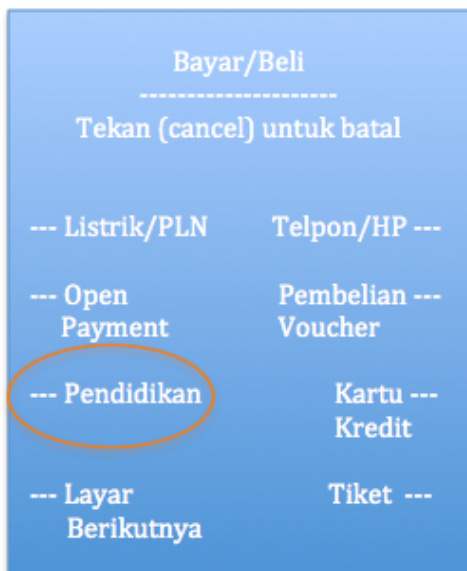 Bayar/Beli
---------------------
Tekan (cancel) untuk batal
--- Listrik/PLN Telpon/HP ---
--- Open Pembelian ---
Payment Voucher
--- Pendidikan Kartu ---
Kredit
--- Layar Tiket ---
Berikutnya